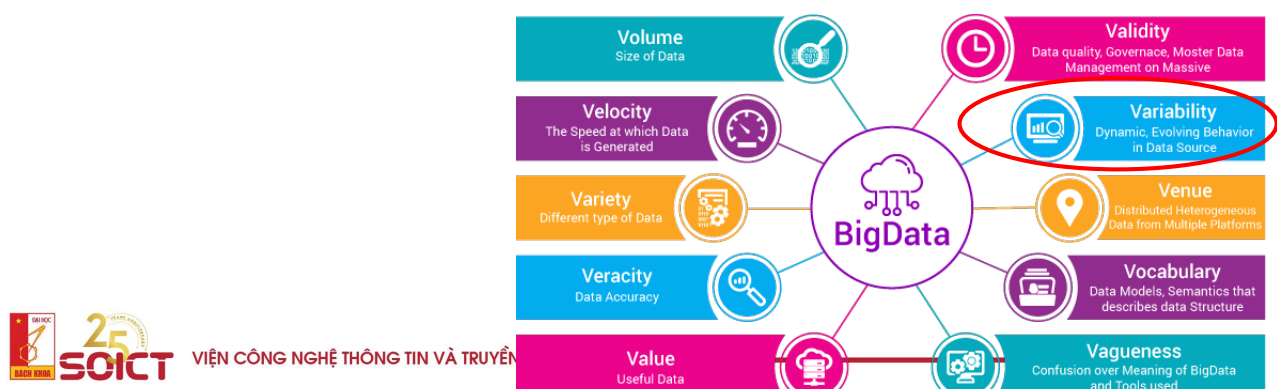 Volume
Size of Data
Velocity
The Speed at which Data
is Generated
Variety
Different type of Data
Veracity
Data Accuracy
Value
Useful Data
BigData
Validity
Data quality, Governace, Moster Data
Management on Massive
Variability
Dynamic, Evolving Behavior
in Data Source
Venue
Distributed Heterogeneous
Data from Multiple Platforms
Vocabulary
Data Models, Semantics that
describes data Structure
Vagueness
Confusion over Meaning of BigData
and Tools used
ĐẠI HỌC
BÁCH KHOA
25
YEARS ANNIVERSARY
SOICT
VIỆN CÔNG NGHỆ THÔNG TIN VÀ TRUYỀN